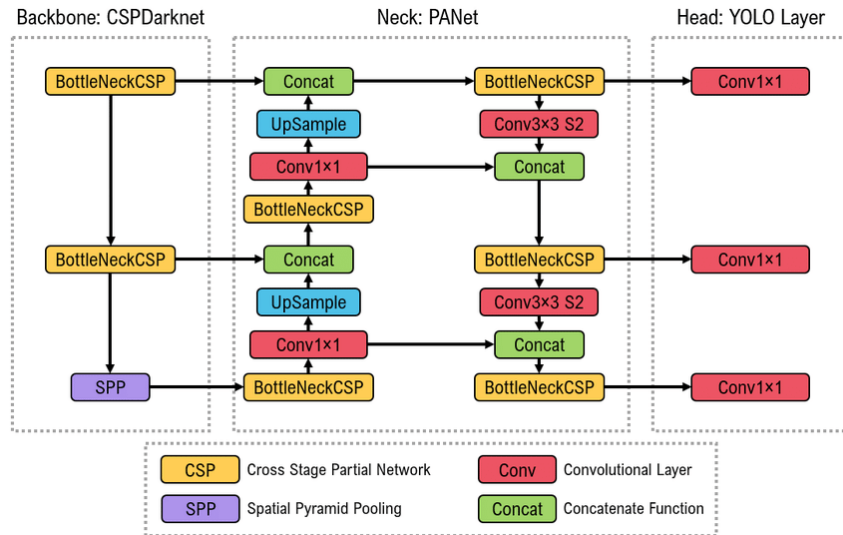 Backbone: CSPDarknet
Neck: PANet
Head: YOLO Layer
BottleNeckCSP
Concat
BottleNeckCSP
Conv1×1
UpSample
Conv3×3 S2
Conv1×1
Concat
BottleNeckCSP
BottleNeckCSP
Concat
BottleNeckCSP
Conv1×1
UpSample
Conv3×3 S2
Conv1×1
Concat
SPP
BottleNeckCSP
BottleNeckCSP
Conv1×1
CSP
Cross Stage Partial Network
Conv
Convolutional Layer
SPP
Spatial Pyramid Pooling
Concat
Concatenate Function